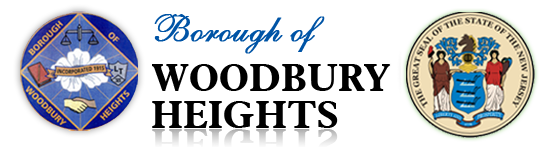 BOROUGH OF
INCORPORATED 1915
WOODBURY HEIGHTS
Borough of
WOODBURY
HEIGHTS
THE GREAT SEAL OF THE STATE OF THE NEW JERSEY